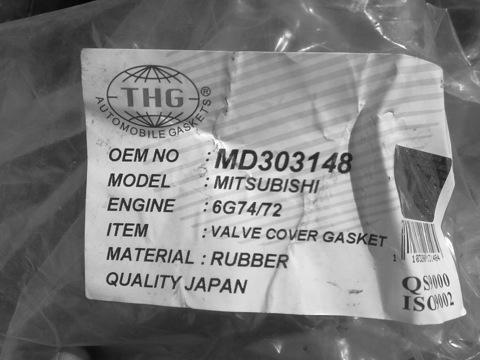 THG®
AUTOMOBILE GASKETS
OEM NO : MD303148
MODEL : MITSUBISHI
ENGINE : 6G74/72
ITEM : VALVE COVER GASKET
MATERIAL : RUBBER
QUALITY JAPAN
QS9000
ISO9002